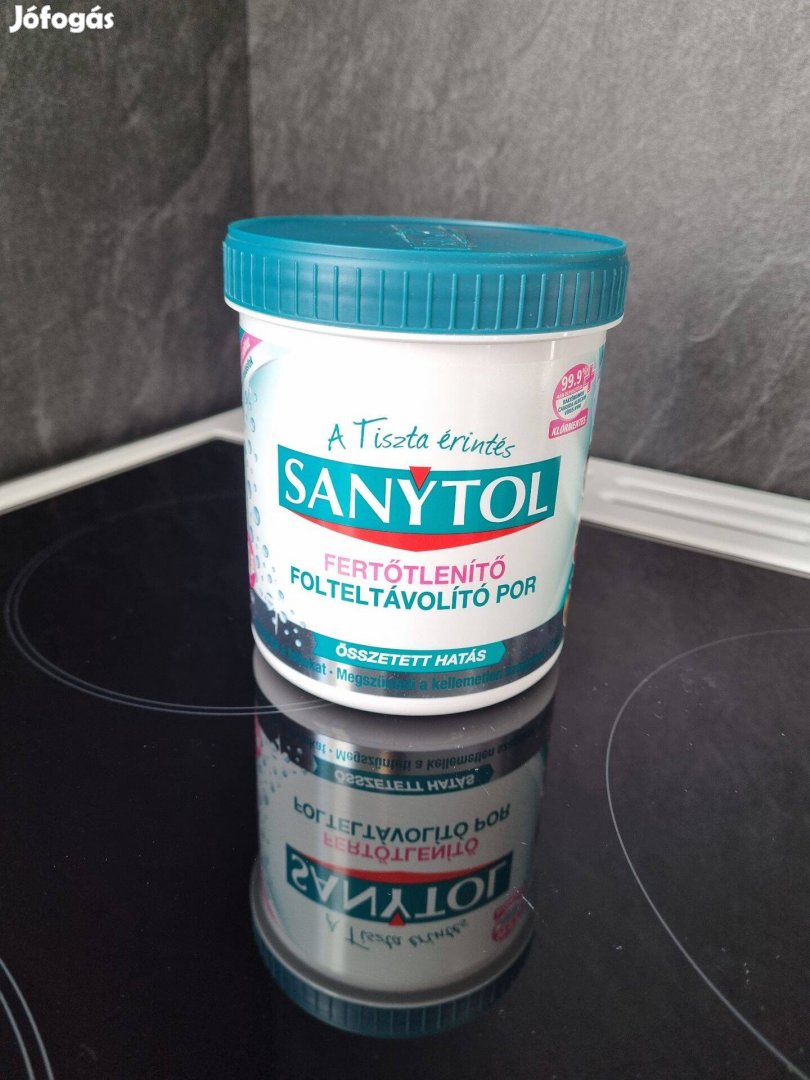 Jófogás
A Tiszta érintés
SANYTOL
FERTŐTLENÍTŐ
FOLTELTÁVOLÍTÓ POR
ÖSSZETETT HATÁS
Megszünteti a kellemetlen
99.9%
KLÓRMENTES